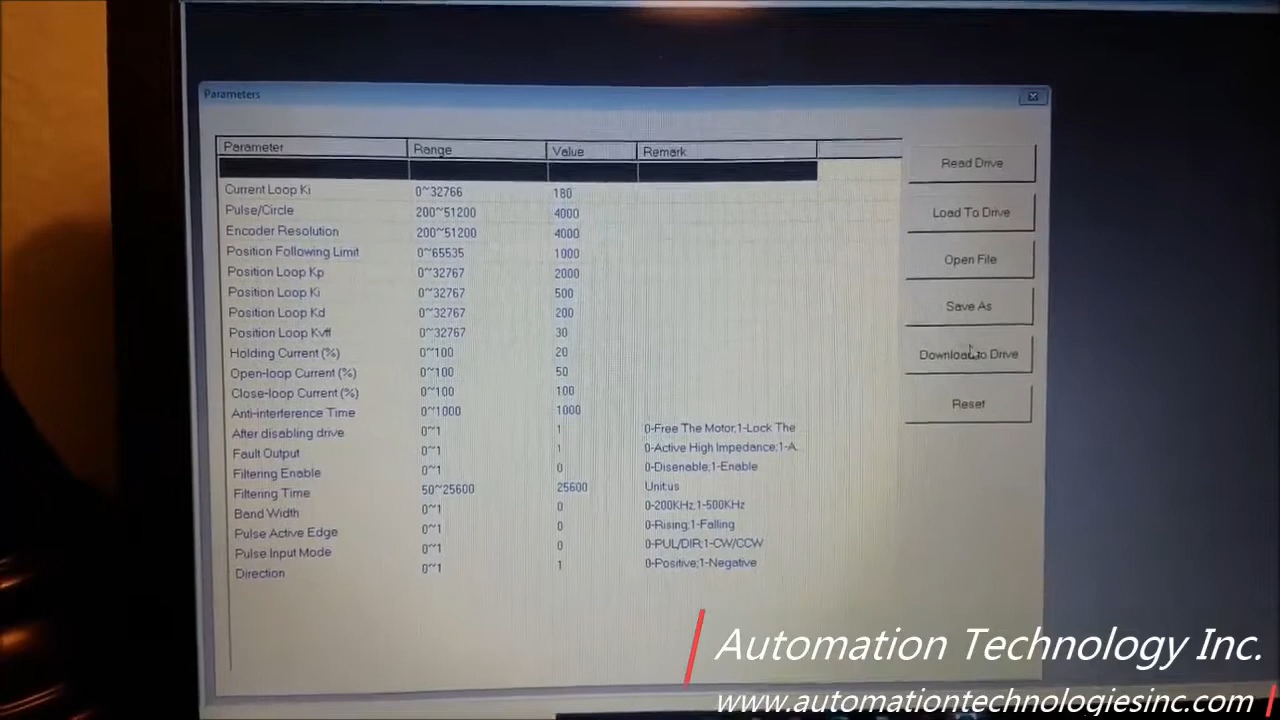 Parameters
Parameter Range Value Remark
Current Loop Ki 0~32766 180
Pulse/Circle 200~51200 4000
Encoder Resolution 200~51200 4000
Position Following Limit 0~65535 1000
Position Loop Kp 0~32767 2000
Position Loop Ki 0~32767 500
Position Loop Kd 0~32767 200
Position Loop Kvff 0~32767 30
Holding Current (%) 0~100 20
Open-loop Current (%) 0~100 50
Close-loop Current (%) 0~100 100
Anti-interference Time 0~1000 1000
After disabling drive 0~1 1 0-Free The Motor;1-Lock The
Fault Output 0~1 1 0-Active High Impedance;1-A...
Filtering Enable 0~1 0 0-Disenable;1-Enable
Filtering Time 50~25600 25600 Unit:us
Band Width 0~1 0 0-200KHz;1-500KHz
Pulse Active Edge 0~1 0 0-Rising;1-Falling
Pulse Input Mode 0~1 0 0-PUL/DIR;1-CW/CCW
Direction 0~1 1 0-Positive;1-Negative
Read Drive
Load To Drive
Open File
Save As
Download to Drive
Reset
Automation Technology Inc.
www.automationtechnologiesinc.com